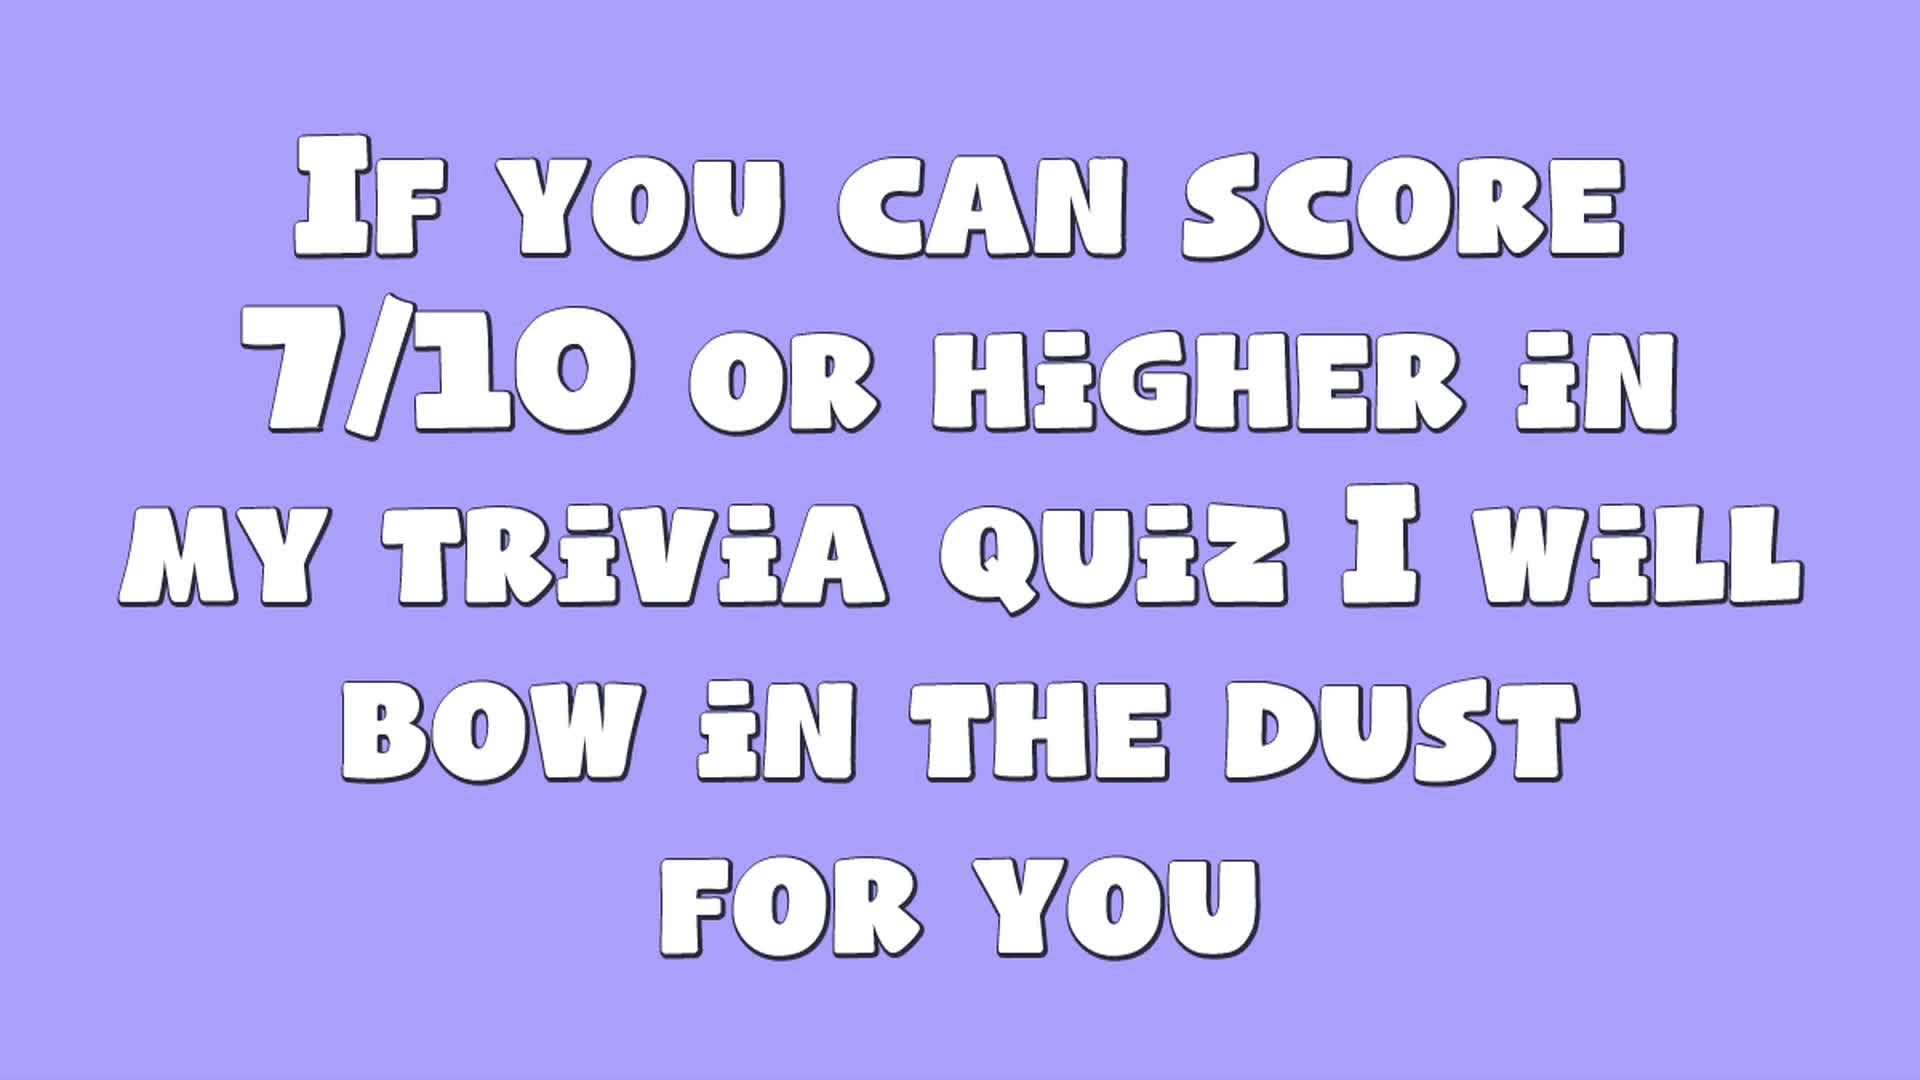 If you can score
7/10 or higher in
my trivia quiz I will
bow in the dust
for you